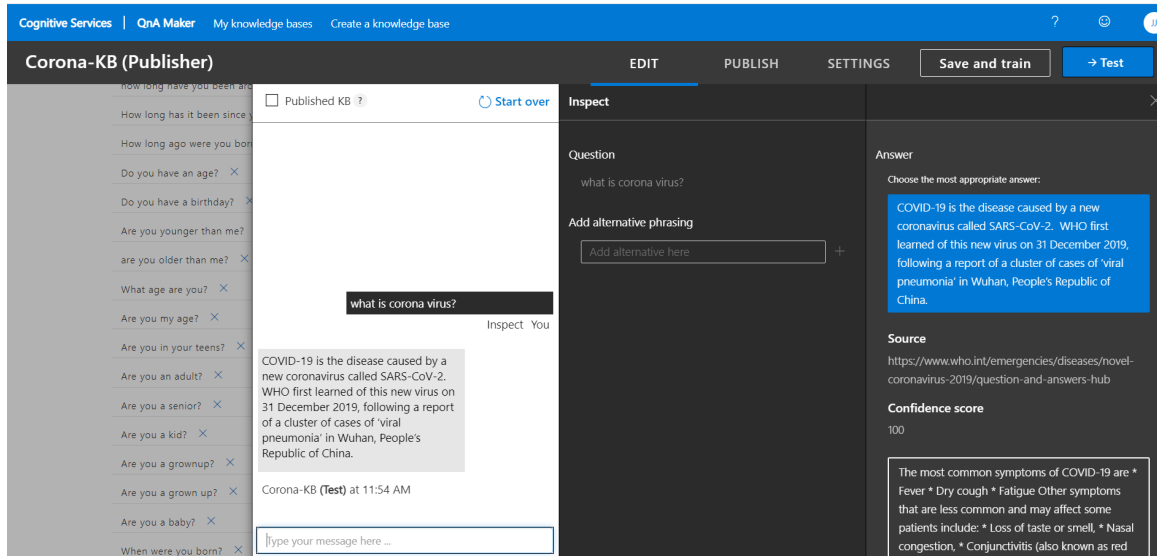 Cognitive Services | QnA Maker My knowledge bases Create a knowledge base ? JJ
Corona-KB (Publisher) EDIT PUBLISH SETTINGS Save and train → Test
how long have you been aro
How long has it been since y
How long ago were you bor
Do you have an age? ×
Do you have a birthday? ×
Are you younger than me?
are you older than me? ×
What age are you? ×
Are you my age? ×
Are you in your teens? ×
Are you an adult? ×
Are you a senior? ×
Are you a kid? ×
Are you a grownup? ×
Are you a grown up? ×
Are you a baby? ×
When were you born? ×
Published KB ? Start over
what is corona virus?
Inspect You
COVID-19 is the disease caused by a
new coronavirus called SARS-CoV-2.
WHO first learned of this new virus on
31 December 2019, following a report
of a cluster of cases of ‘viral
pneumonia’ in Wuhan, People’s
Republic of China.
Corona-KB (Test) at 11:54 AM
Type your message here ...
Inspect
Question
what is corona virus?
Add alternative phrasing
Add alternative here +
Answer
Choose the most appropriate answer:
COVID-19 is the disease caused by a new
coronavirus called SARS-CoV-2. WHO first
learned of this new virus on 31 December 2019,
following a report of a cluster of cases of ‘viral
pneumonia’ in Wuhan, People’s Republic of
China.
Source
https://www.who.int/emergencies/diseases/novel-
coronavirus-2019/question-and-answers-hub
Confidence score
100
The most common symptoms of COVID-19 are *
Fever * Dry cough * Fatigue Other symptoms
that are less common and may affect some
patients include: * Loss of taste or smell, * Nasal
congestion, * Conjunctivitis (also known as red